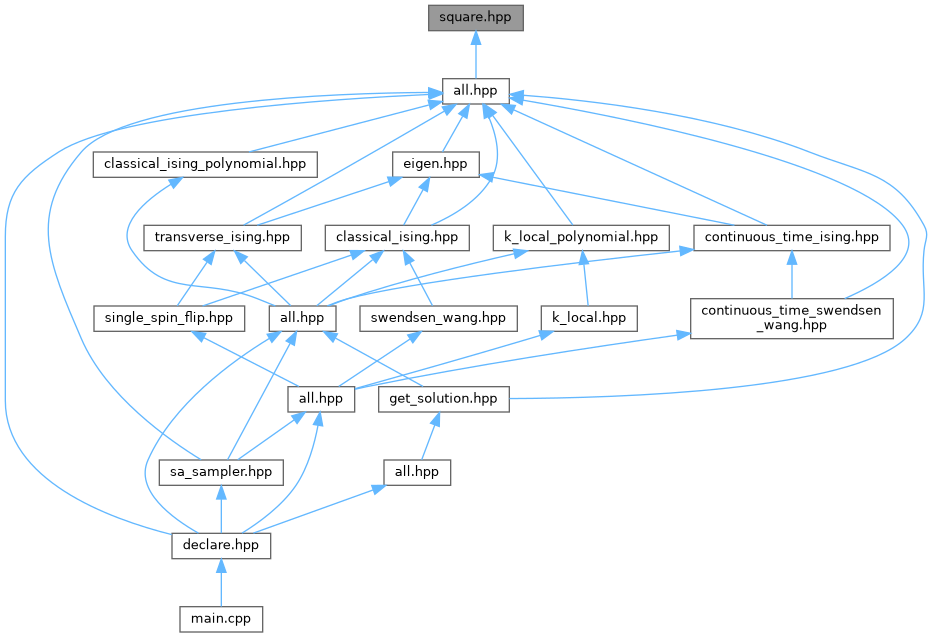 square.hpp
all.hpp
classical_ising_polynomial.hpp
eigen.hpp
transverse_ising.hpp
classical_ising.hpp
k_local_polynomial.hpp
continuous_time_ising.hpp
single_spin_flip.hpp
all.hpp
swendsen_wang.hpp
k_local.hpp
continuous_time_swendsen
_wang.hpp
all.hpp
get_solution.hpp
sa_sampler.hpp
all.hpp
declare.hpp
main.cpp